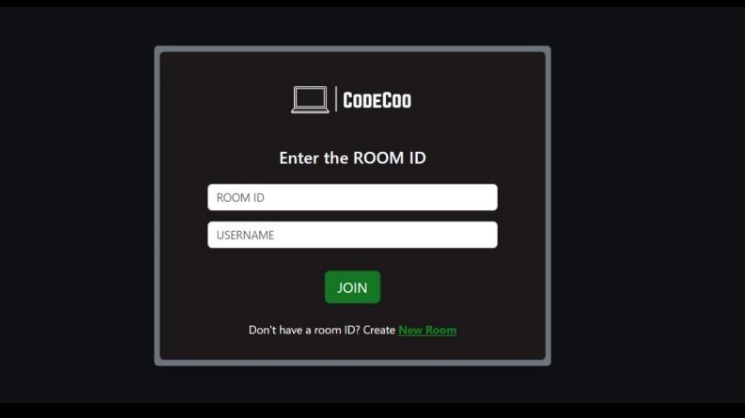 CODECOO
Enter the ROOM ID
ROOM ID
USERNAME
JOIN
Don't have a room ID? Create New Room